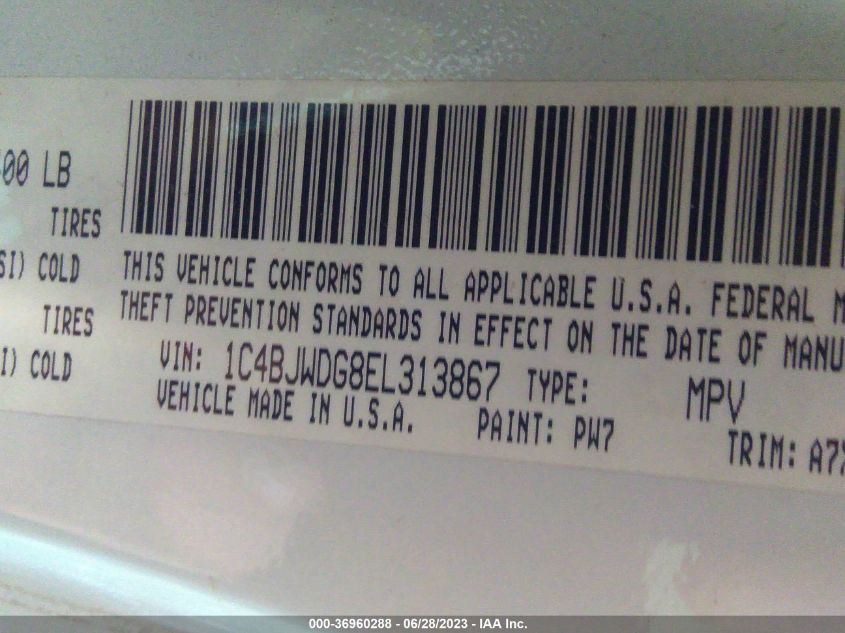 00 LB
TIRES
SI) COLD
TIRES
I) COLD
THIS VEHICLE CONFORMS TO ALL APPLICABLE U.S.A. FEDERAL M
THEFT PREVENTION STANDARDS IN EFFECT ON THE DATE OF MANU
VIN: 1C4BJWDG8EL313867 TYPE: MPV
VEHICLE MADE IN U.S.A. PAINT: PW7 TRIM: A7X
000-36960288 - 06/28/2023 - IAA Inc.